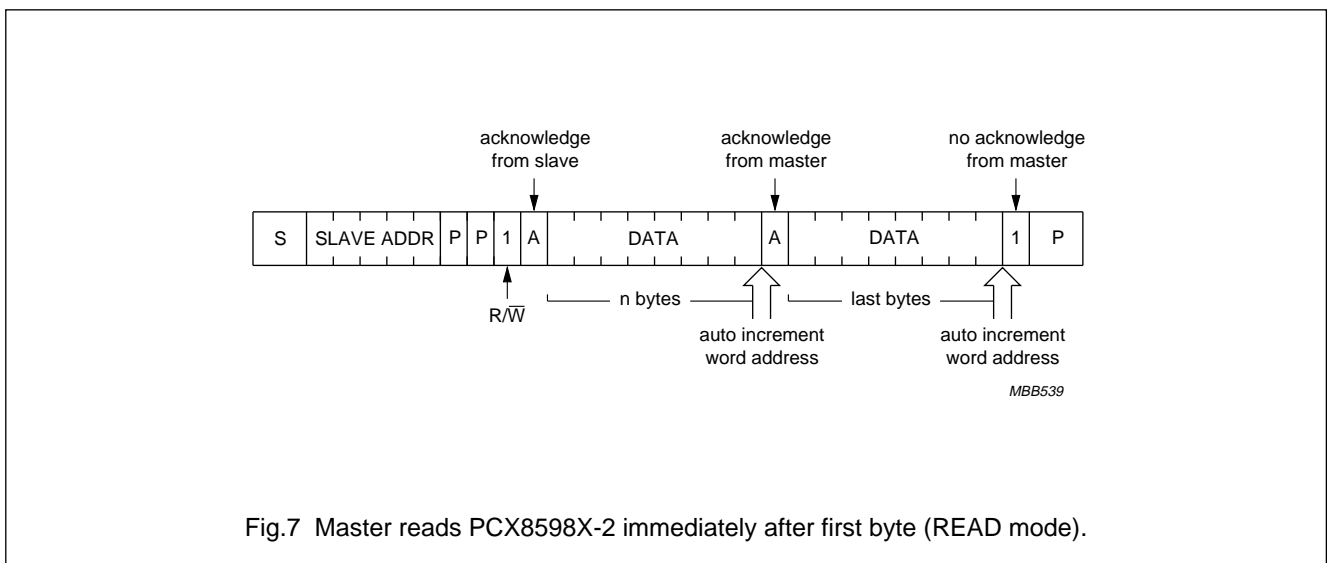 acknowledge
from slave
acknowledge
from master
no acknowledge
from master
S SLAVE ADDR P P 1 A DATA A DATA 1 P
R/W̅
n bytes
last bytes
auto increment
word address
auto increment
word address
MBB539
Fig.7 Master reads PCX8598X-2 immediately after first byte (READ mode).